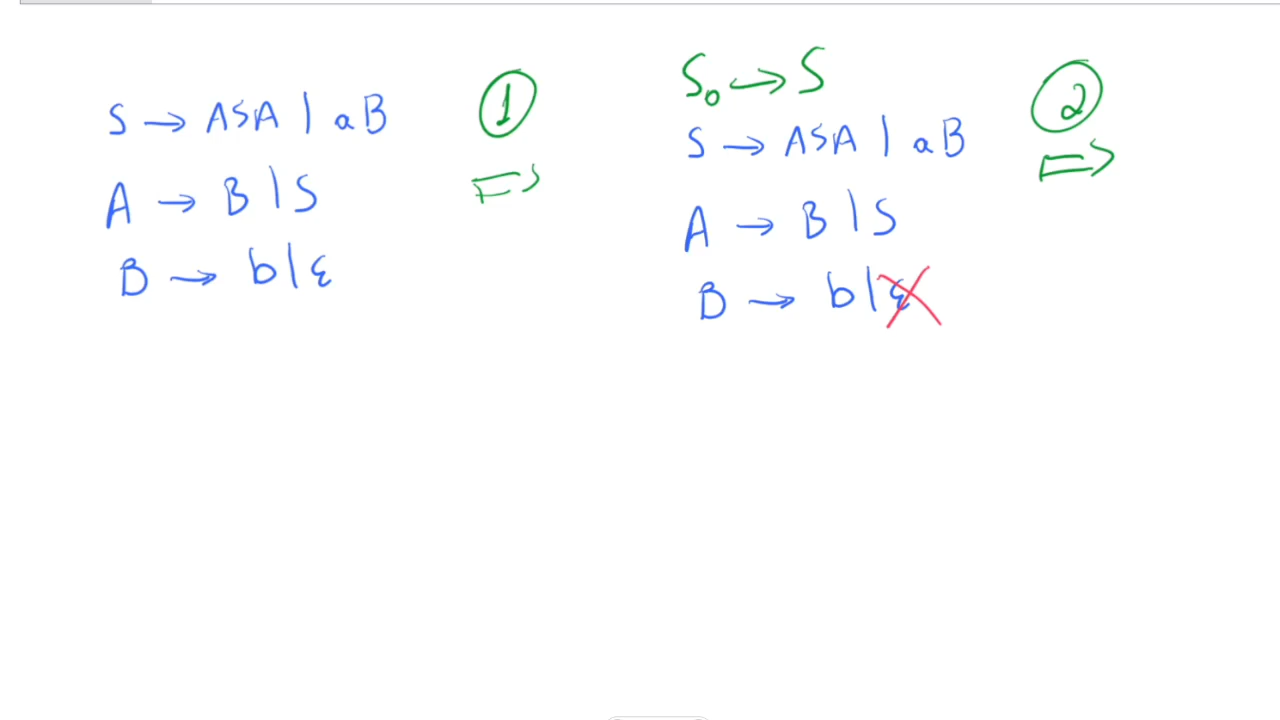 S → ASA | aB
A → B | S
B → b | ε
①
⇒
S₀ → S
S → ASA | aB
A → B | S
B → b | ε
②
⇒